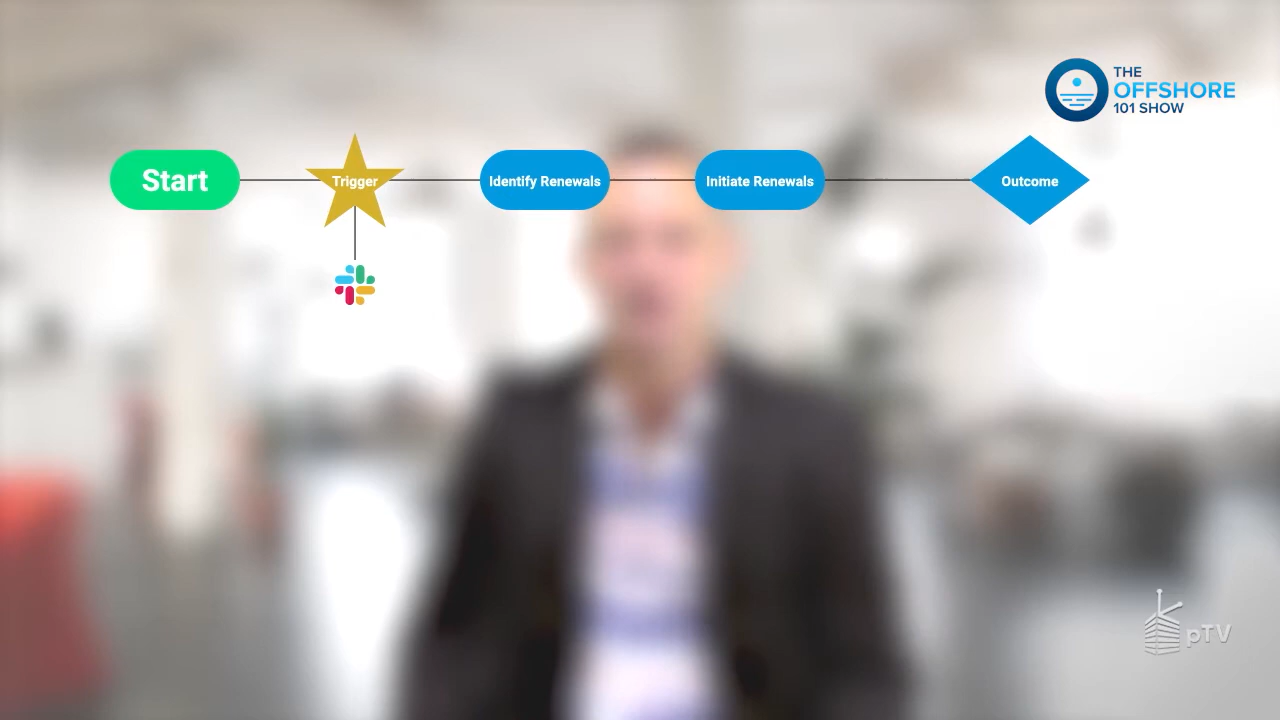 THE
OFFSHORE
101 SHOW
Start
Trigger
Identify Renewals
Initiate Renewals
Outcome
pTV